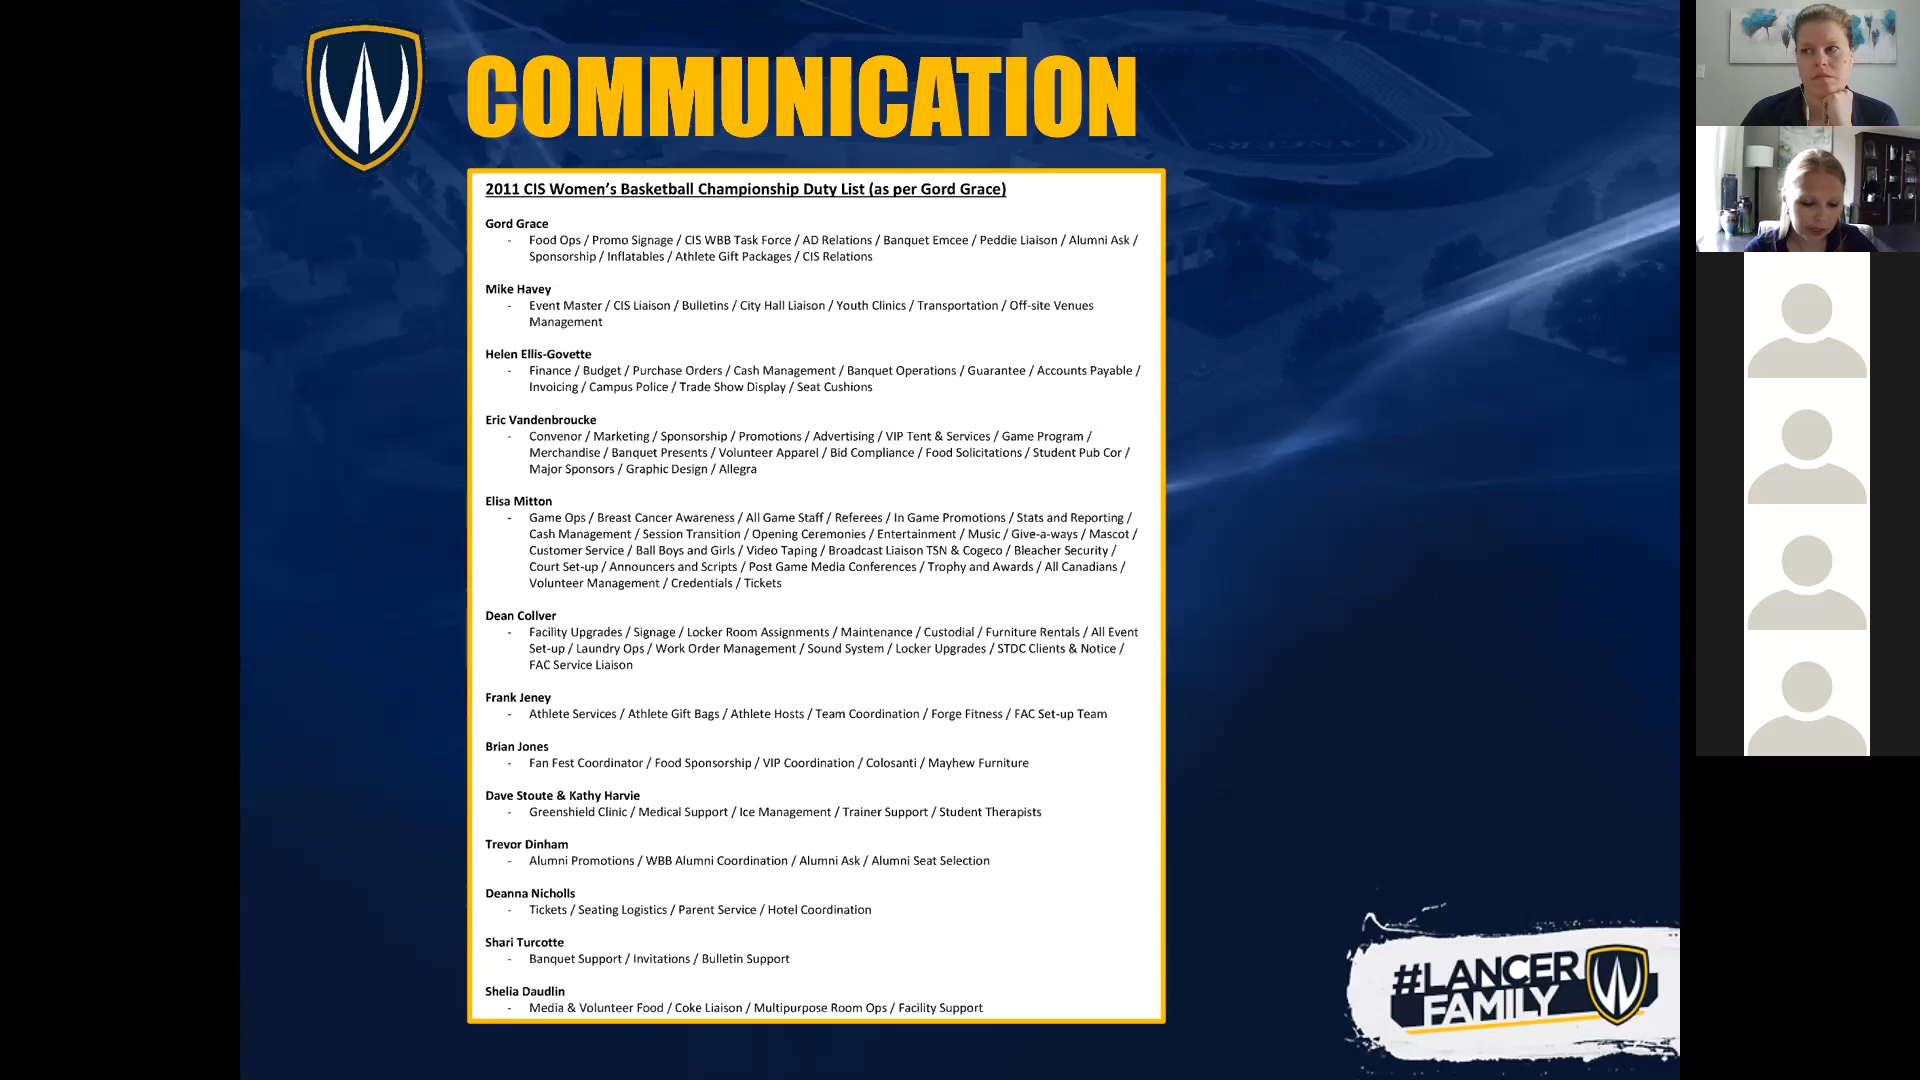 COMMUNICATION
2011 CIS Women's Basketball Championship Duty List (as per Gord Grace)
Gord Grace
- Food Ops / Promo Signage / CIS WBB Task Force / AD Relations / Banquet Emcee / Peddie Liaison / Alumni Ask /
Sponsorship / Inflatables / Athlete Gift Packages / CIS Relations
Mike Havey
- Event Master / CIS Liaison / Bulletins / City Hall Liaison / Youth Clinics / Transportation / Off-site Venues
Management
Helen Ellis-Govette
- Finance / Budget / Purchase Orders / Cash Management / Banquet Operations / Guarantee / Accounts Payable /
Invoicing / Campus Police / Trade Show Display / Seat Cushions
Eric Vandenbroucke
- Convenor / Marketing / Sponsorship / Promotions / Advertising / VIP Tent & Services / Game Program /
Merchandise / Banquet Presents / Volunteer Apparel / Bid Compliance / Food Solicitations / Student Pub Cor /
Major Sponsors / Graphic Design / Allegra
Elisa Mitton
- Game Ops / Breast Cancer Awareness / All Game Staff / Referees / In Game Promotions / Stats and Reporting /
Cash Management / Session Transition / Opening Ceremonies / Entertainment / Music / Give-a-ways / Mascot /
Customer Service / Ball Boys and Girls / Video Taping / Broadcast Liaison TSN & Cogeco / Bleacher Security /
Court Set-up / Announcers and Scripts / Post Game Media Conferences / Trophy and Awards / All Canadians /
Volunteer Management / Credentials / Tickets
Dean Collver
- Facility Upgrades / Signage / Locker Room Assignments / Maintenance / Custodial / Furniture Rentals / All Event
Set-up / Laundry Ops / Work Order Management / Sound System / Locker Upgrades / STDC Clients & Notice /
FAC Service Liaison
Frank Jeney
- Athlete Services / Athlete Gift Bags / Athlete Hosts / Team Coordination / Forge Fitness / FAC Set-up Team
Brian Jones
- Fan Fest Coordinator / Food Sponsorship / VIP Coordination / Colosanti / Mayhew Furniture
Dave Stoute & Kathy Harvie
- Greenshield Clinic / Medical Support / Ice Management / Trainer Support / Student Therapists
Trevor Dinham
- Alumni Promotions / WBB Alumni Coordination / Alumni Ask / Alumni Seat Selection
Deanna Nicholls
- Tickets / Seating Logistics / Parent Service / Hotel Coordination
Shari Turcotte
- Banquet Support / Invitations / Bulletin Support
Shelia Daudlin
- Media & Volunteer Food / Coke Liaison / Multipurpose Room Ops / Facility Support
#LANCER
FAMILY
LANCERS